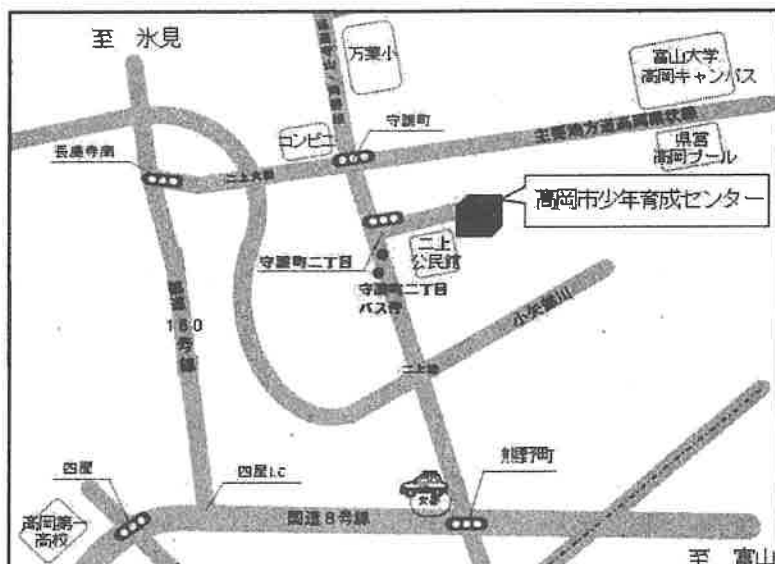 至 氷見
万葉小
富山大学
高岡キャンパス
コンビニ
守護町
主要地方道高岡環状線
県富
高岡プール
長慶寺南
二上大橋
高岡市少年育成センター
二上
公民館
守護町二丁目
守護町二丁目
バス停
160
号線
小矢部川
二上橋
四屋
四屋I.C
熊野町
交番
高岡第一
高校
国道8号線
至 富山